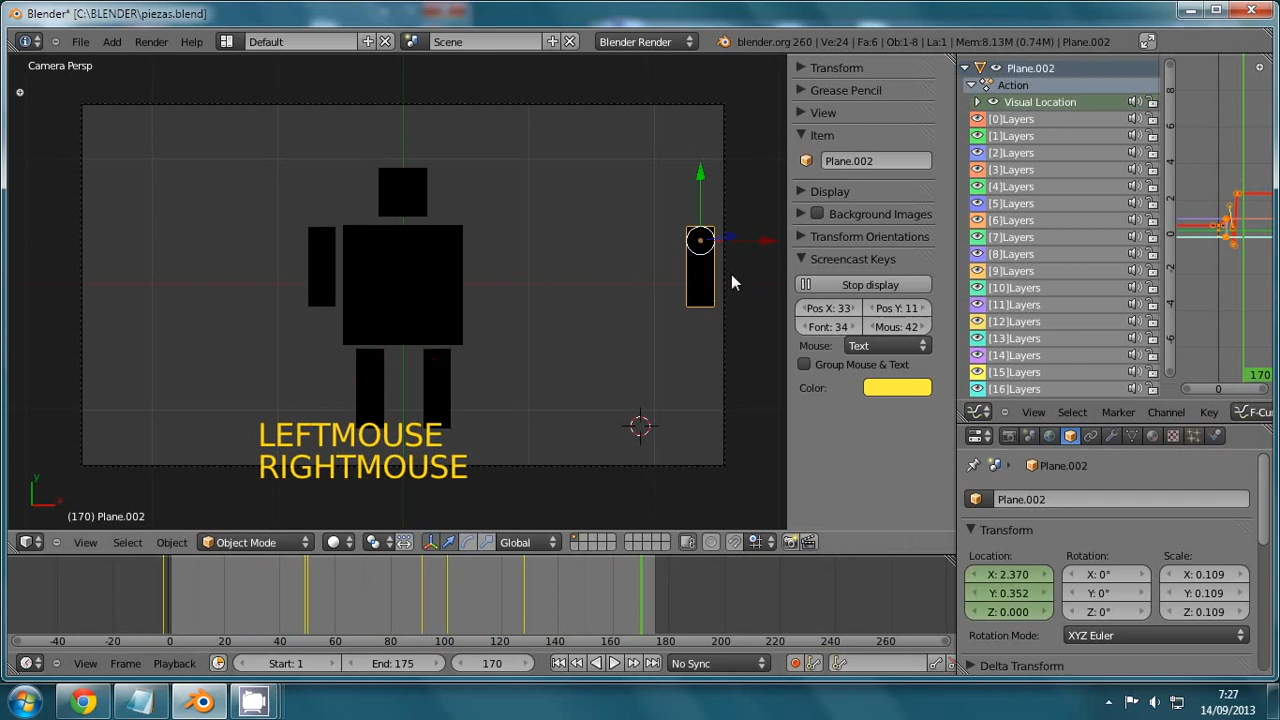 Blender* [C:\BLENDER\piezas.blend]
File Add Render Help Default Scene Blender Render blender.org 260 | Ve:24 | Fa:6 | Ob:1-8 | La:1 | Mem:8.13M (0.74M) | Plane.002
Camera Persp
Transform
Grease Pencil
View
Item
Plane.002
Display
Background Images
Transform Orientations
Screencast Keys
Stop display
Pos X: 33 Pos Y: 11
Font: 34 Mous: 42
Mouse: Text
Group Mouse & Text
Color:
LEFTMOUSE
RIGHTMOUSE
y
x
(170) Plane.002
View Select Object Object Mode Global
-40 -20 0 20 40 60 80 100 120 140 160 180 200 220 240 260
View Frame Playback Start: 1 End: 175 170 No Sync
Plane.002
Action
Visual Location
[0]Layers
[1]Layers
[2]Layers
[3]Layers
[4]Layers
[5]Layers
[6]Layers
[7]Layers
[8]Layers
[9]Layers
[10]Layers
[11]Layers
[12]Layers
[13]Layers
[14]Layers
[15]Layers
[16]Layers
8
6
4
2
0
-2
-4
-6
170
0
View Select Marker Channel Key F-Cur
Plane.002
Plane.002
Transform
Location: Rotation: Scale:
X: 2.370 X: 0° X: 0.109
Y: 0.352 Y: 0° Y: 0.109
Z: 0.000 Z: 0° Z: 0.109
Rotation Mode: XYZ Euler
Delta Transform
7:27
14/09/2013